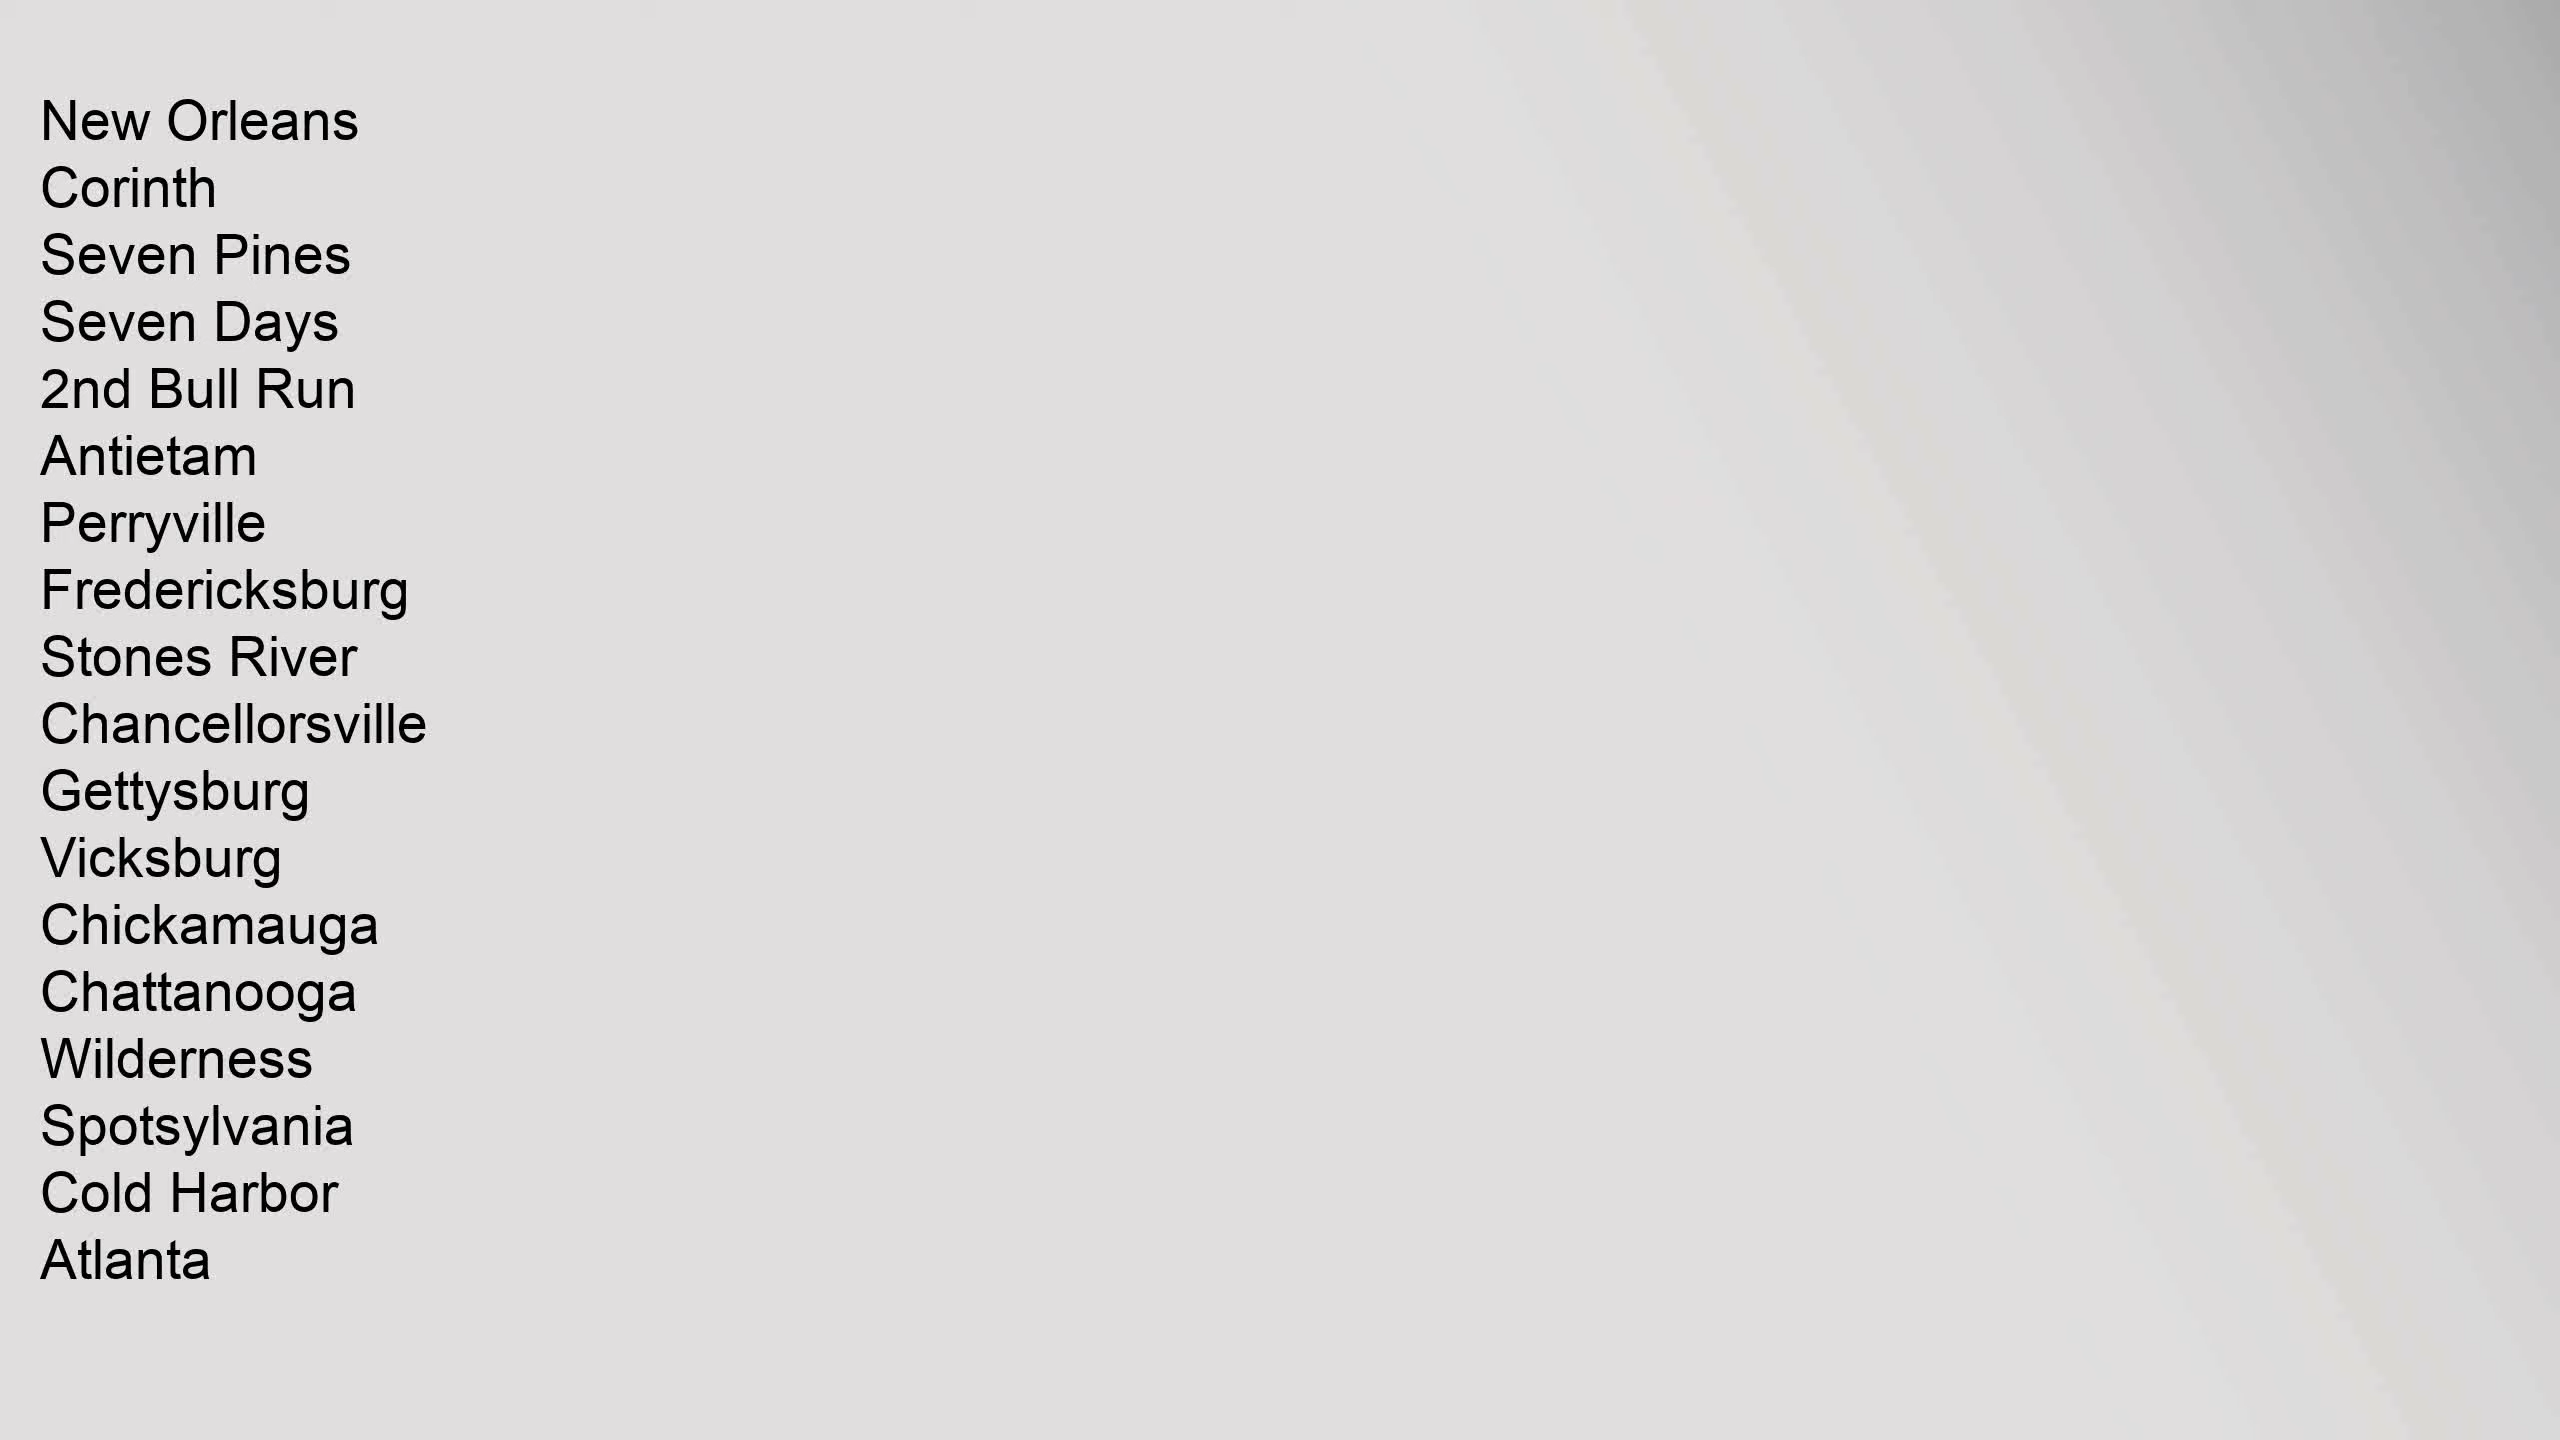 New Orleans
Corinth
Seven Pines
Seven Days
2nd Bull Run
Antietam
Perryville
Fredericksburg
Stones River
Chancellorsville
Gettysburg
Vicksburg
Chickamauga
Chattanooga
Wilderness
Spotsylvania
Cold Harbor
Atlanta